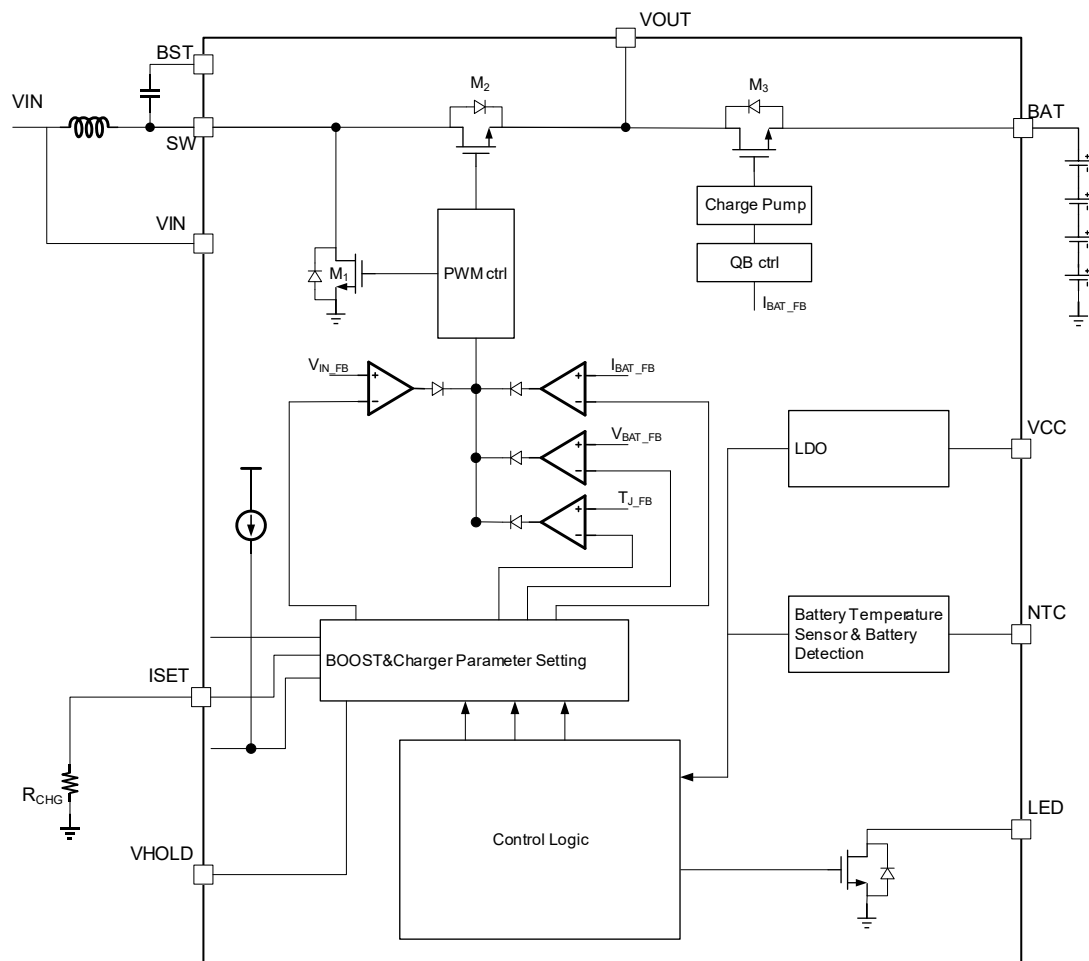 VOUT
BST
VIN
M2
M3
BAT
SW
VIN
Charge Pump
QB ctrl
IBAT_FB
M1
PWM ctrl
VIN_FB
IBAT_FB
VBAT_FB
TJ_FB
LDO
VCC
Battery Temperature
Sensor & Battery
Detection
NTC
BOOST&Charger Parameter Setting
ISET
RCHG
Control Logic
VHOLD
LED